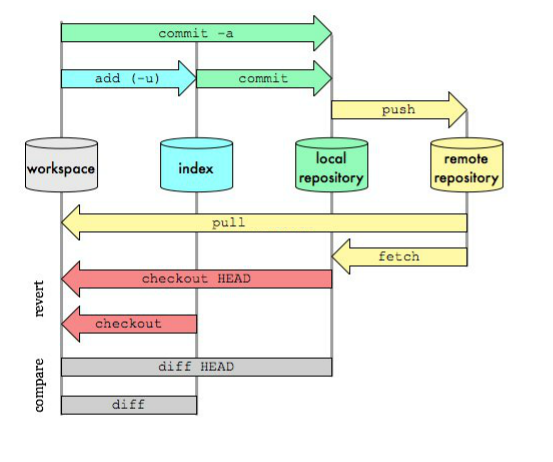 commit -a
add (-u)
commit
push
workspace
index
local
repository
remote
repository
pull
fetch
revert
checkout HEAD
checkout
compare
diff HEAD
diff